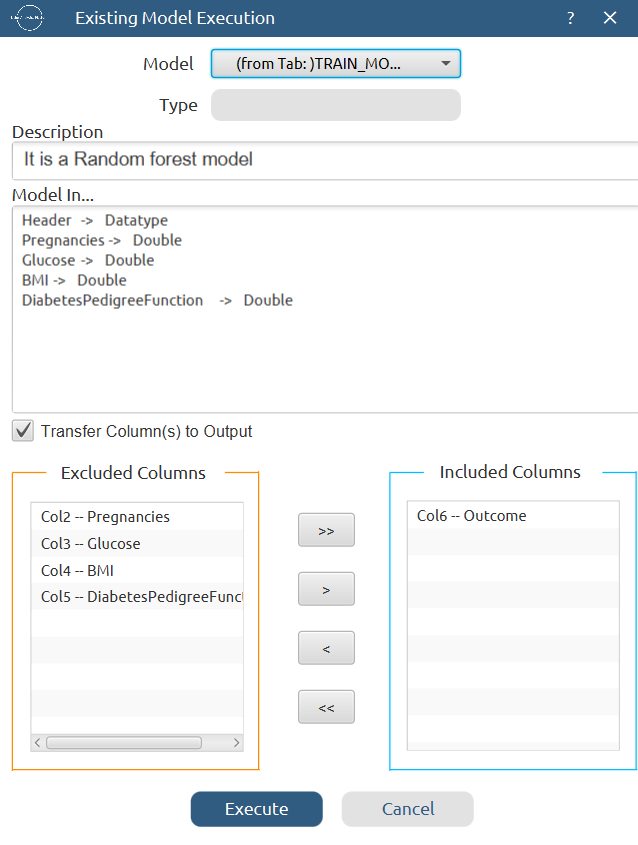 Existing Model Execution ?
Model (from Tab: )TRAIN_MO...
Type
Description
It is a Random forest model
Model In...
Header -> Datatype
Pregnancies -> Double
Glucose -> Double
BMI -> Double
DiabetesPedigreeFunction -> Double
Transfer Column(s) to Output
Excluded Columns
Col2 -- Pregnancies
Col3 -- Glucose
Col4 -- BMI
Col5 -- DiabetesPedigreeFunct
>>
>
<
<<
Included Columns
Col6 -- Outcome
Execute Cancel